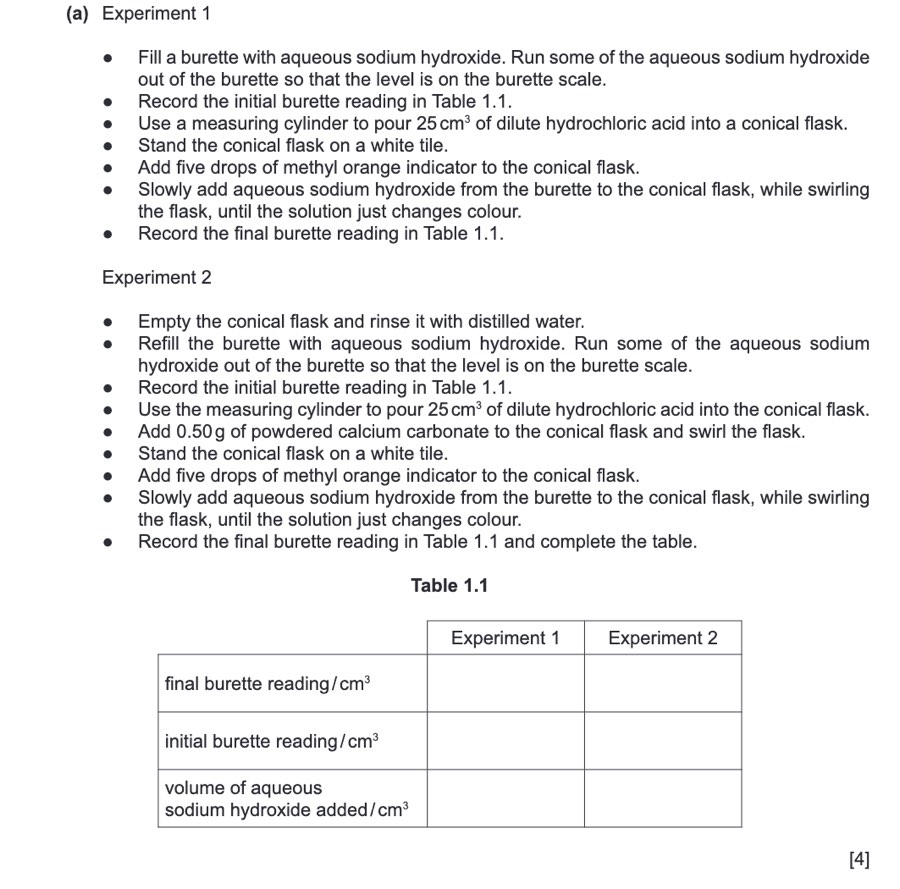 (a) Experiment 1
• Fill a burette with aqueous sodium hydroxide. Run some of the aqueous sodium hydroxide
out of the burette so that the level is on the burette scale.
• Record the initial burette reading in Table 1.1.
• Use a measuring cylinder to pour 25 cm³ of dilute hydrochloric acid into a conical flask.
• Stand the conical flask on a white tile.
• Add five drops of methyl orange indicator to the conical flask.
• Slowly add aqueous sodium hydroxide from the burette to the conical flask, while swirling
the flask, until the solution just changes colour.
• Record the final burette reading in Table 1.1.
Experiment 2
• Empty the conical flask and rinse it with distilled water.
• Refill the burette with aqueous sodium hydroxide. Run some of the aqueous sodium
hydroxide out of the burette so that the level is on the burette scale.
• Record the initial burette reading in Table 1.1.
• Use the measuring cylinder to pour 25 cm³ of dilute hydrochloric acid into the conical flask.
• Add 0.50 g of powdered calcium carbonate to the conical flask and swirl the flask.
• Stand the conical flask on a white tile.
• Add five drops of methyl orange indicator to the conical flask.
• Slowly add aqueous sodium hydroxide from the burette to the conical flask, while swirling
the flask, until the solution just changes colour.
• Record the final burette reading in Table 1.1 and complete the table.
Table 1.1
Experiment 1 Experiment 2
final burette reading / cm³
initial burette reading / cm³
volume of aqueous
sodium hydroxide added / cm³
[4]